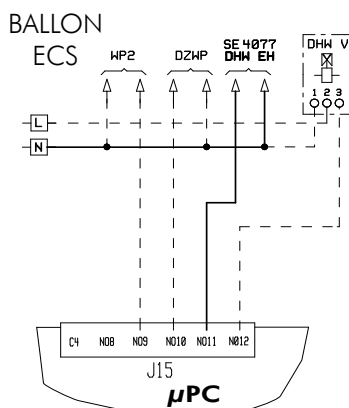 BALLON
ECS
WP2
DZWP
SE 4077
DHW EH
DHW V
1 2 3
L
N
C4 NO8 NO9 NO10 NO11 NO12
J15
µPC